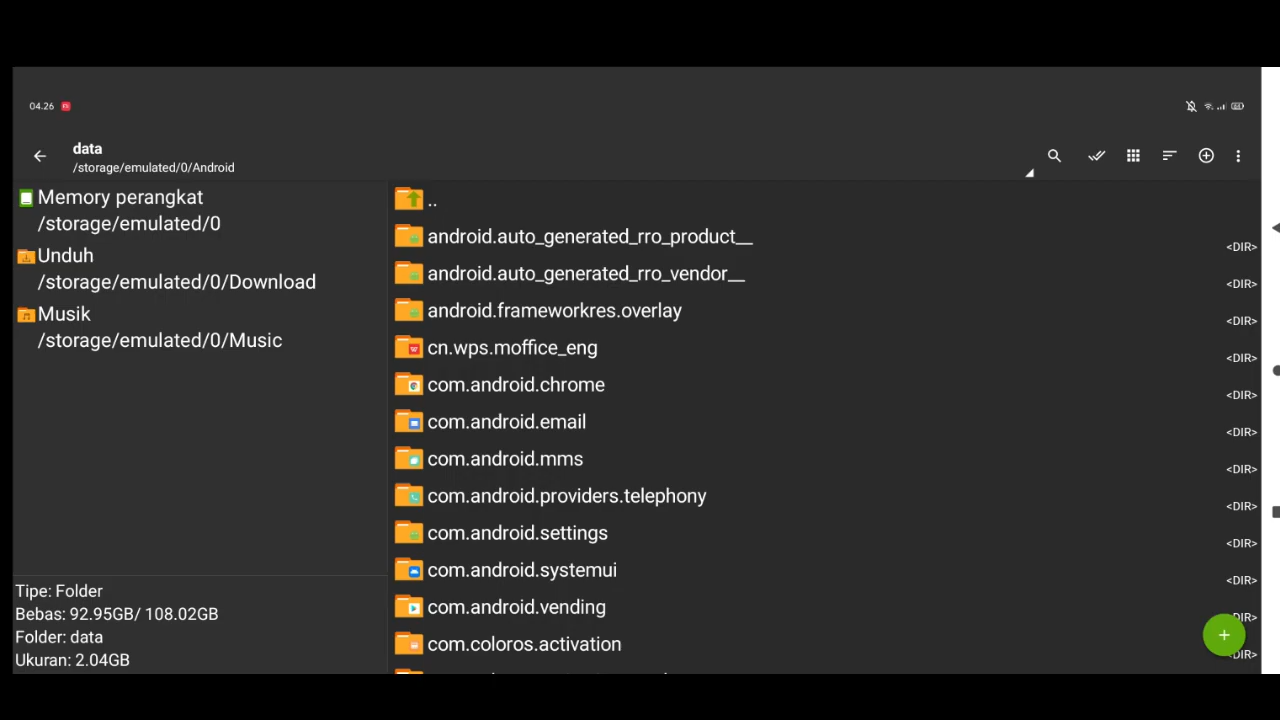 04.26
data
/storage/emulated/0/Android
Memory perangkat
/storage/emulated/0
Unduh
/storage/emulated/0/Download
Musik
/storage/emulated/0/Music
Tipe: Folder
Bebas: 92.95GB/ 108.02GB
Folder: data
Ukuran: 2.04GB
..
android.auto_generated_rro_product__
<DIR>
android.auto_generated_rro_vendor__
<DIR>
android.frameworkres.overlay
<DIR>
cn.wps.moffice_eng
<DIR>
com.android.chrome
<DIR>
com.android.email
<DIR>
com.android.mms
<DIR>
com.android.providers.telephony
<DIR>
com.android.settings
<DIR>
com.android.systemui
<DIR>
com.android.vending
<DIR>
com.coloros.activation
<DIR>